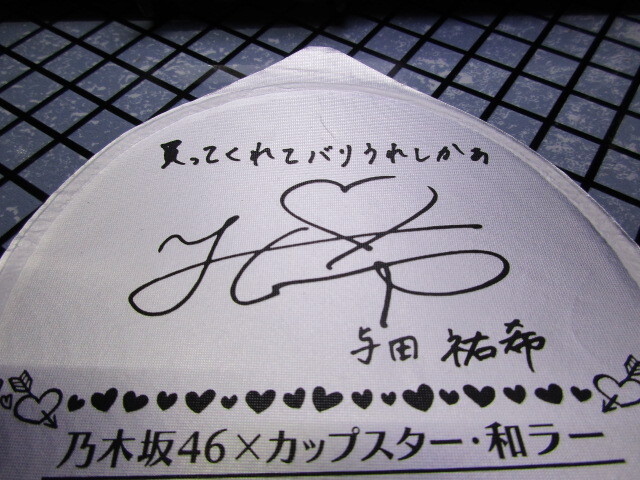 買ってくれてバリうれしかぁ
与田 祐希
乃木坂46×カップスター・和ラー